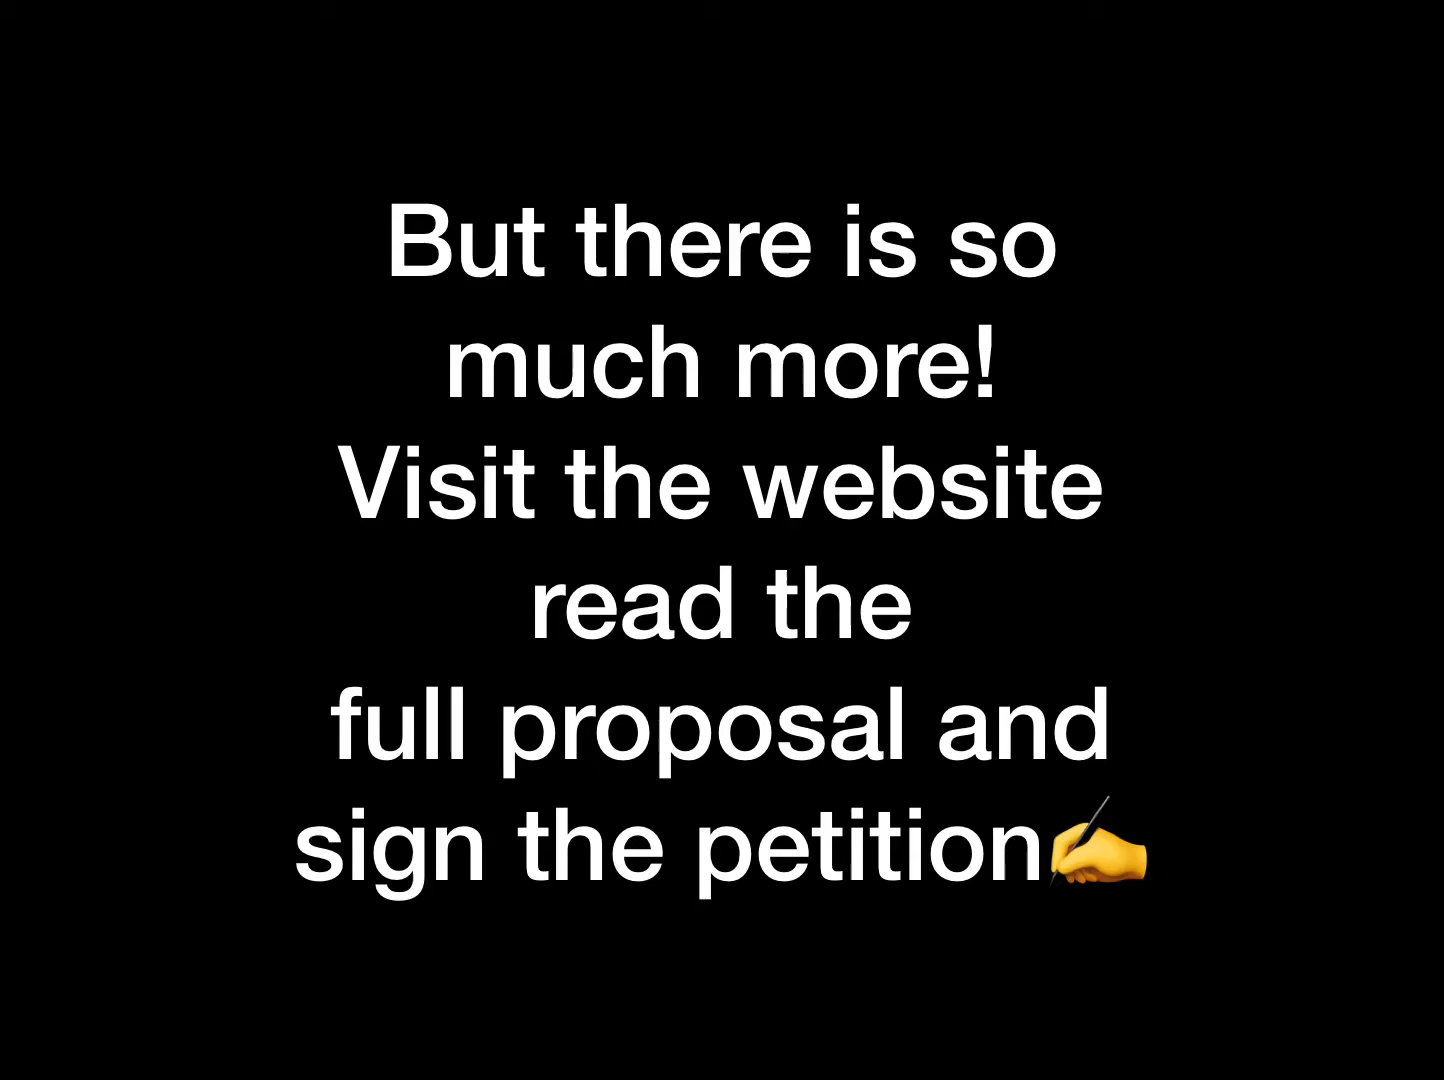 But there is so
much more!
Visit the website
read the
full proposal and
sign the petition✍️